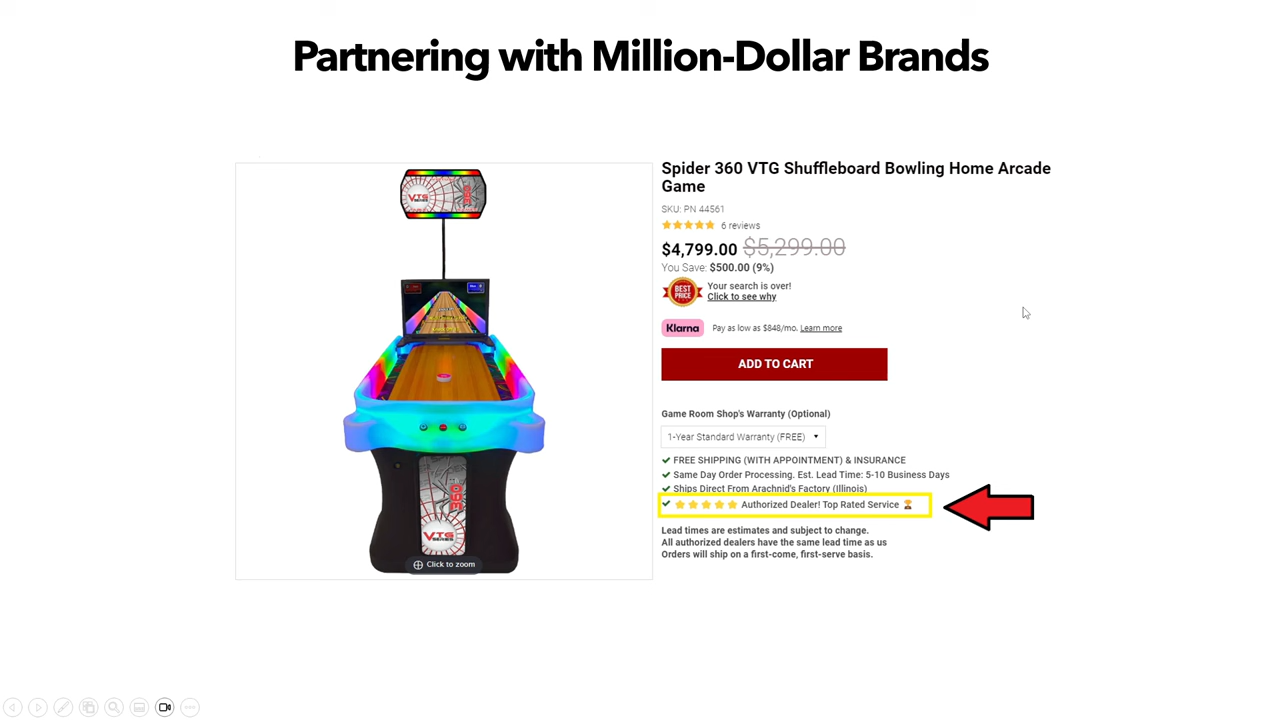 Partnering with Million-Dollar Brands
Spider 360 VTG Shuffleboard Bowling Home Arcade
Game
SKU: PN 44561
6 reviews
$4,799.00 $5,299.00
You Save: $500.00 (9%)
BEST
PRICE
Your search is over!
Click to see why
Klarna
Pay as low as $848/mo. Learn more
ADD TO CART
Game Room Shop's Warranty (Optional)
1-Year Standard Warranty (FREE)
FREE SHIPPING (WITH APPOINTMENT) & INSURANCE
Same Day Order Processing. Est. Lead Time: 5-10 Business Days
Ships Direct From Arachnid's Factory (Illinois)
Authorized Dealer! Top Rated Service
Lead times are estimates and subject to change.
All authorized dealers have the same lead time as us
Orders will ship on a first-come, first-serve basis.
VTG
360
360
VTG
SERIES
Click to zoom